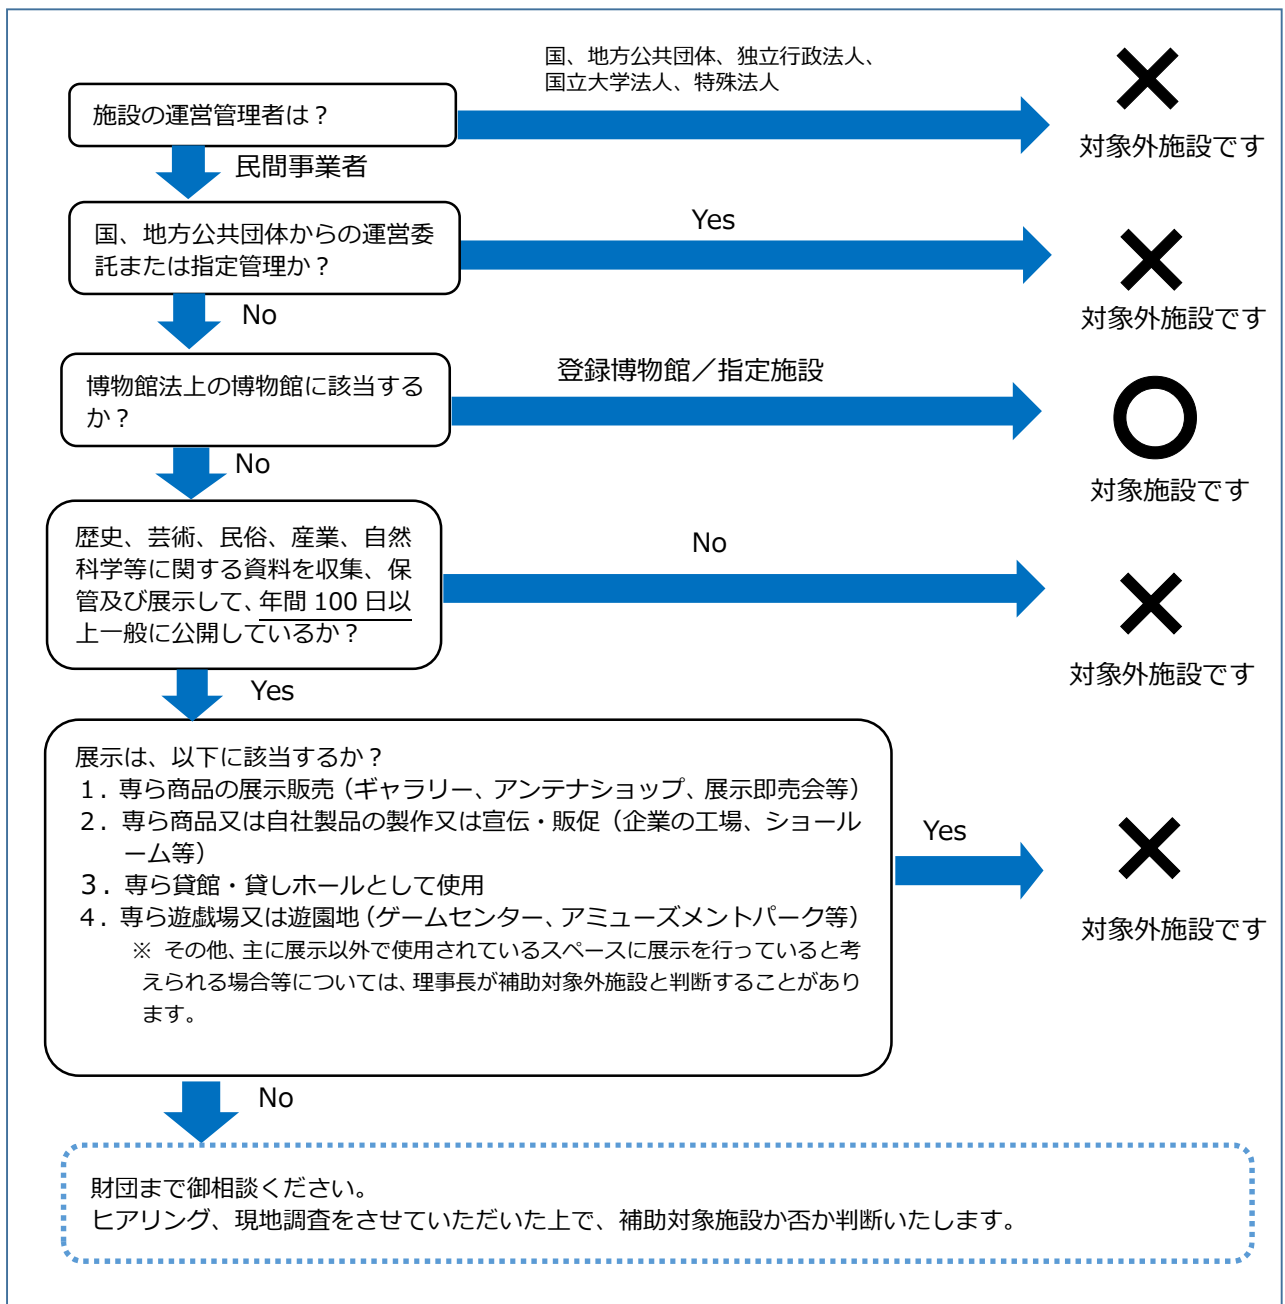 国、地方公共団体、独立行政法人、
国立大学法人、特殊法人
施設の運営管理者は？
対象外施設です
民間事業者
国、地方公共団体からの運営委
託または指定管理か？
Yes
対象外施設です
No
博物館法上の博物館に該当する
か？
登録博物館／指定施設
対象施設です
No
歴史、芸術、民俗、産業、自然
科学等に関する資料を収集、保
管及び展示して、年間 100 日以
上一般に公開しているか？
No
対象外施設です
Yes
展示は、以下に該当するか？
１．専ら商品の展示販売（ギャラリー、アンテナショップ、展示即売会等）
２．専ら商品又は自社製品の製作又は宣伝・販促（企業の工場、ショール
ーム等）
３．専ら貸館・貸しホールとして使用
４．専ら遊戯場又は遊園地（ゲームセンター、アミューズメントパーク等）
※ その他、主に展示以外で使用されているスペースに展示を行っていると考
えられる場合等については、理事長が補助対象外施設と判断することがあり
ます。
Yes
対象外施設です
No
財団まで御相談ください。
ヒアリング、現地調査をさせていただいた上で、補助対象施設か否か判断いたします。